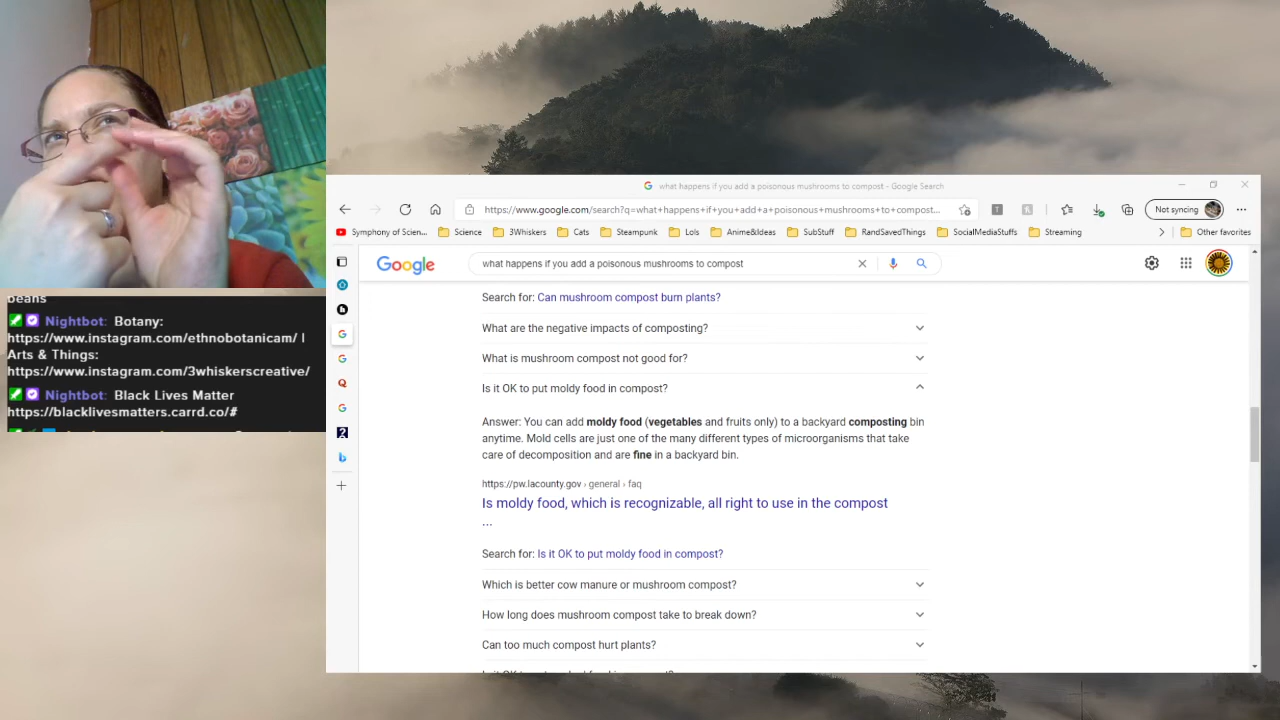 beans
Nightbot: Botany:
https://www.instagram.com/ethnobotanicam/ |
Arts & Things:
https://www.instagram.com/3whiskerscreative/
Nightbot: Black Lives Matter
https://blacklivesmatters.carrd.co/#
what happens if you add a poisonous mushrooms to compost - Google Search
https://www.google.com/search?q=what+happens+if+you+add+a+poisonous+mushrooms+to+compost...
Not syncing
Symphony of Scien...
Science
3Whiskers
Cats
Steampunk
Lols
Anime&Ideas
SubStuff
RandSavedThings
SocialMediaStuffs
Streaming
Other favorites
Google
what happens if you add a poisonous mushrooms to compost
Search for: Can mushroom compost burn plants?
What are the negative impacts of composting?
What is mushroom compost not good for?
Is it OK to put moldy food in compost?
Answer: You can add moldy food (vegetables and fruits only) to a backyard composting bin
anytime. Mold cells are just one of the many different types of microorganisms that take
care of decomposition and are fine in a backyard bin.
https://pw.lacounty.gov › general › faq
Is moldy food, which is recognizable, all right to use in the compost
...
Search for: Is it OK to put moldy food in compost?
Which is better cow manure or mushroom compost?
How long does mushroom compost take to break down?
Can too much compost hurt plants?